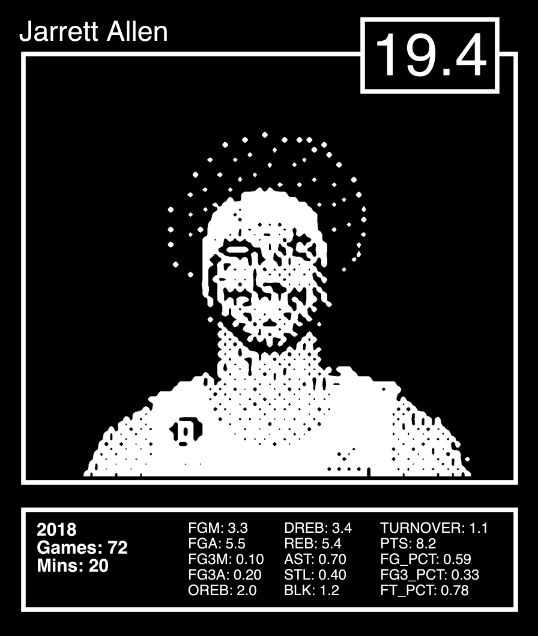 Jarrett Allen
19.4
2018
Games: 72
Mins: 20
FGM: 3.3
FGA: 5.5
FG3M: 0.10
FG3A: 0.20
OREB: 2.0
DREB: 3.4
REB: 5.4
AST: 0.70
STL: 0.40
BLK: 1.2
TURNOVER: 1.1
PTS: 8.2
FG_PCT: 0.59
FG3_PCT: 0.33
FT_PCT: 0.78